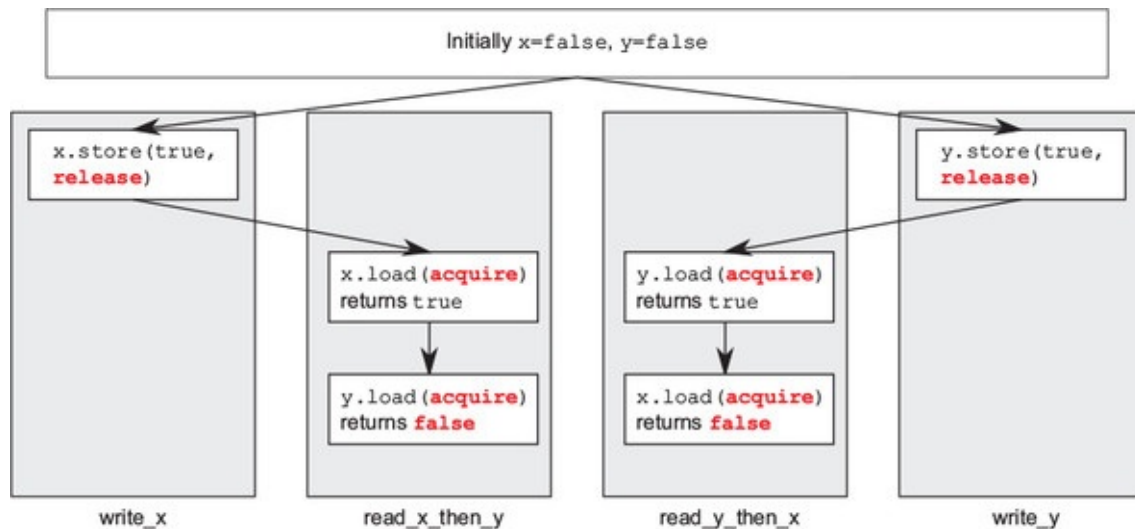 Initially x=false, y=false
x.store(true,
release)
y.store(true,
release)
x.load(acquire)
returns true
y.load(acquire)
returns true
y.load(acquire)
returns false
x.load(acquire)
returns false
write_x
read_x_then_y
read_y_then_x
write_y